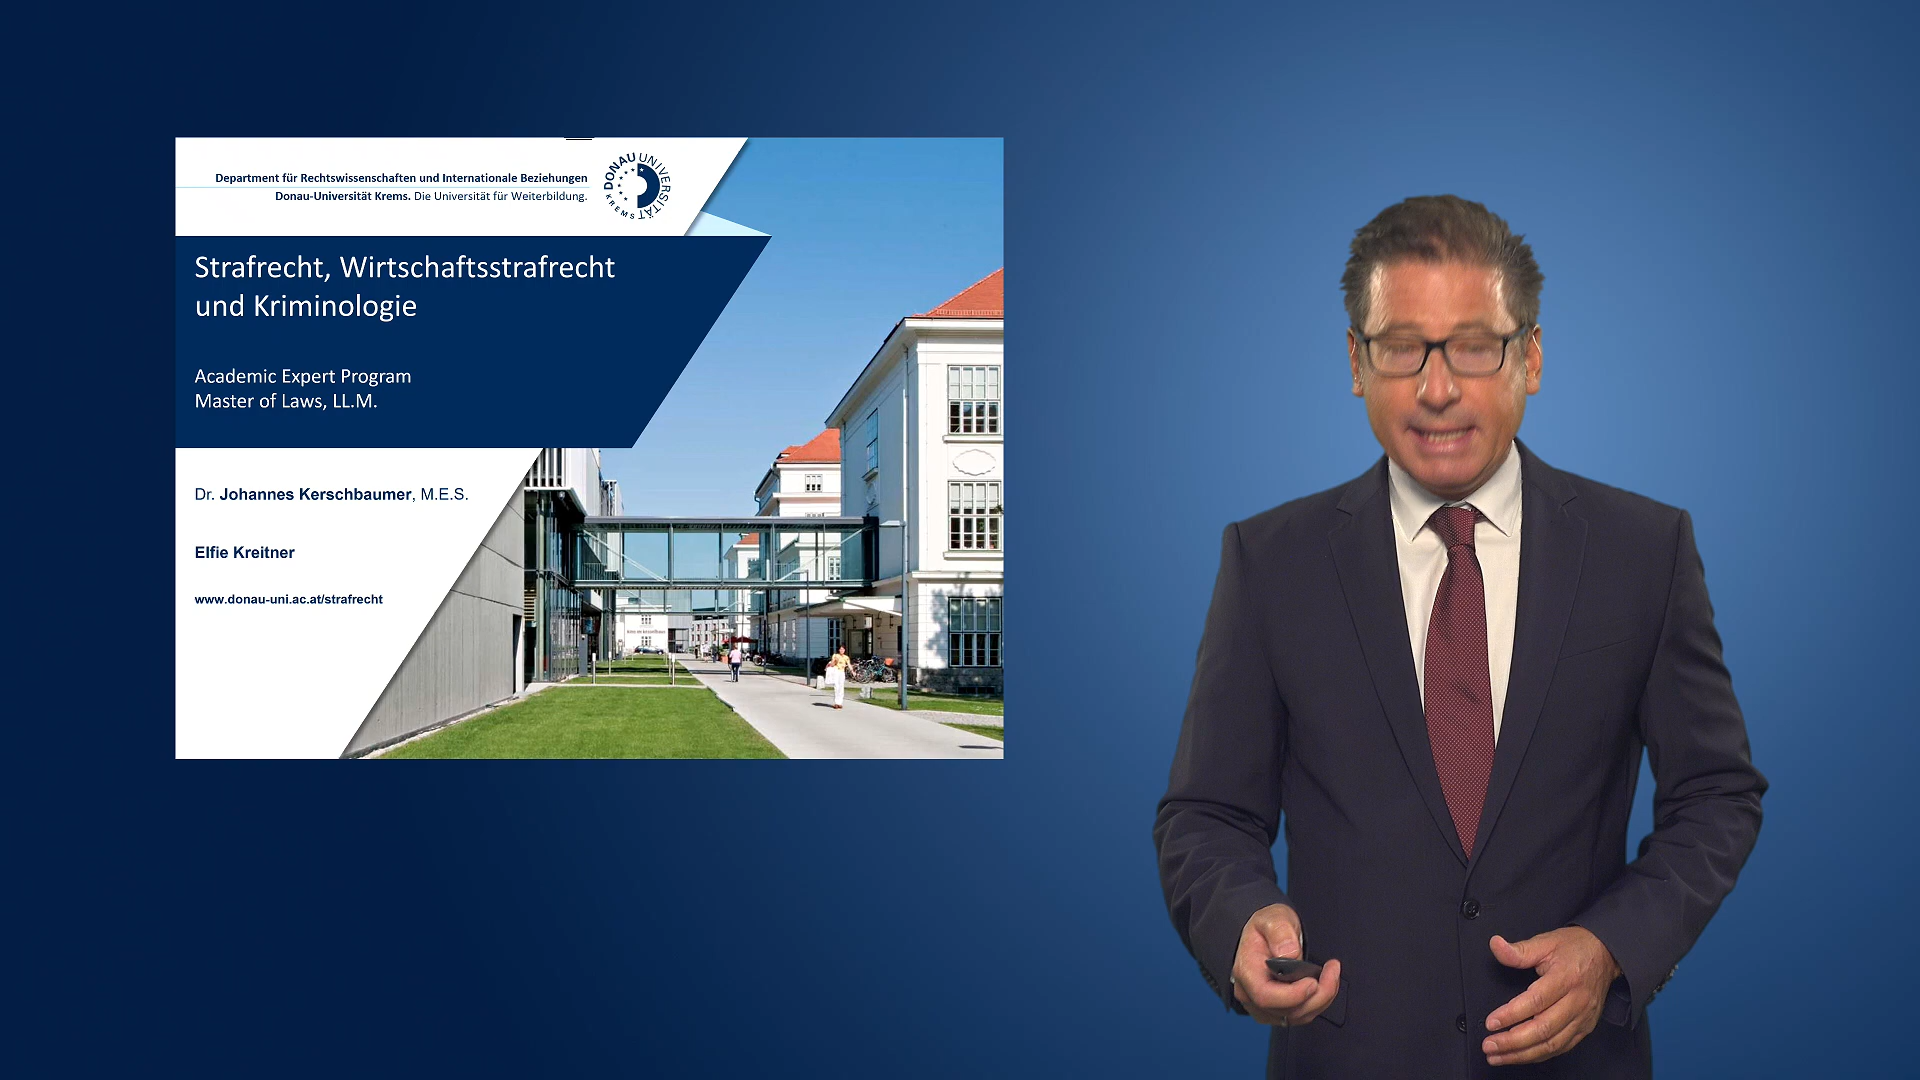 Department für Rechtswissenschaften und Internationale Beziehungen
Donau-Universität Krems. Die Universität für Weiterbildung.
DONAU UNIVERSITÄT KREMS
Strafrecht, Wirtschaftsstrafrecht
und Kriminologie
Academic Expert Program
Master of Laws, LL.M.
Dr. Johannes Kerschbaumer, M.E.S.
Elfie Kreitner
www.donau-uni.ac.at/strafrecht